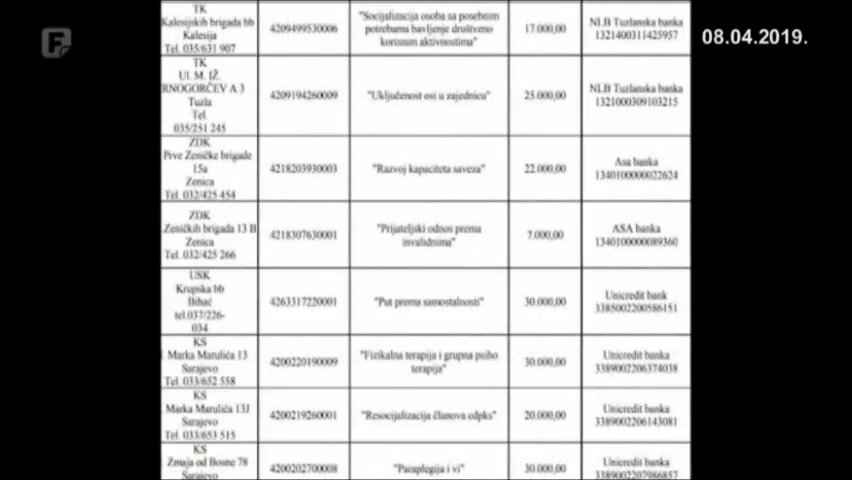 08.04.2019.
TK
Kalesijskih brigada bb
Kalesija
Tel. 035/631 907
4209499530006
"Socijalizacija osoba sa posebnim
potrebama bavljenje društveno
korisnim aktivnostima"
17.000,00
NLB Tuzlanska banka
1321400311425957
TK
Ul. M. IŽ.
RNOGORČEV A 3
Tuzla
Tel.
035/251 245
4209194260009
"Uključenost osi u zajednicu"
25.000,00
NLB Tuzlanska banka
1321000309103215
ZDK
Prve Zeničke brigade
15a
Zenica
Tel. 032/425 454
4218203930003
"Razvoj kapaciteta saveza"
22.000,00
Asa banka
1340100000022624
ZDK
Zeničkih brigada 13 B
Zenica
Tel. 032/425 266
4218307630001
"Prijateljski odnos prema
invalidnima"
7.000,00
ASA banka
1340100000089360
USK
Krupska bb
Bihać
tel.037/226-
034
4263317220001
"Put prema samostalnosti"
30.000,00
Unicredit bank
3385002200586151
KS
Marka Marulića 13
Sarajevo
Tel. 033/652 558
4200220190009
"Fizikalna terapija i grupna psiho
terapija"
30.000,00
Unicredit banka
3389002206374038
KS
Marka Marulića 13J
Sarajevo
Tel. 033/653 515
4200219260001
"Resocijalizacija članova cdpks"
20.000,00
Unicredit banka
3389002206143081
KS
Zmaja od Bosne 78
Sarajevo
4200202700008
"Paraplegija i vi"
30.000,00
Unicredit banka
3389002207986857